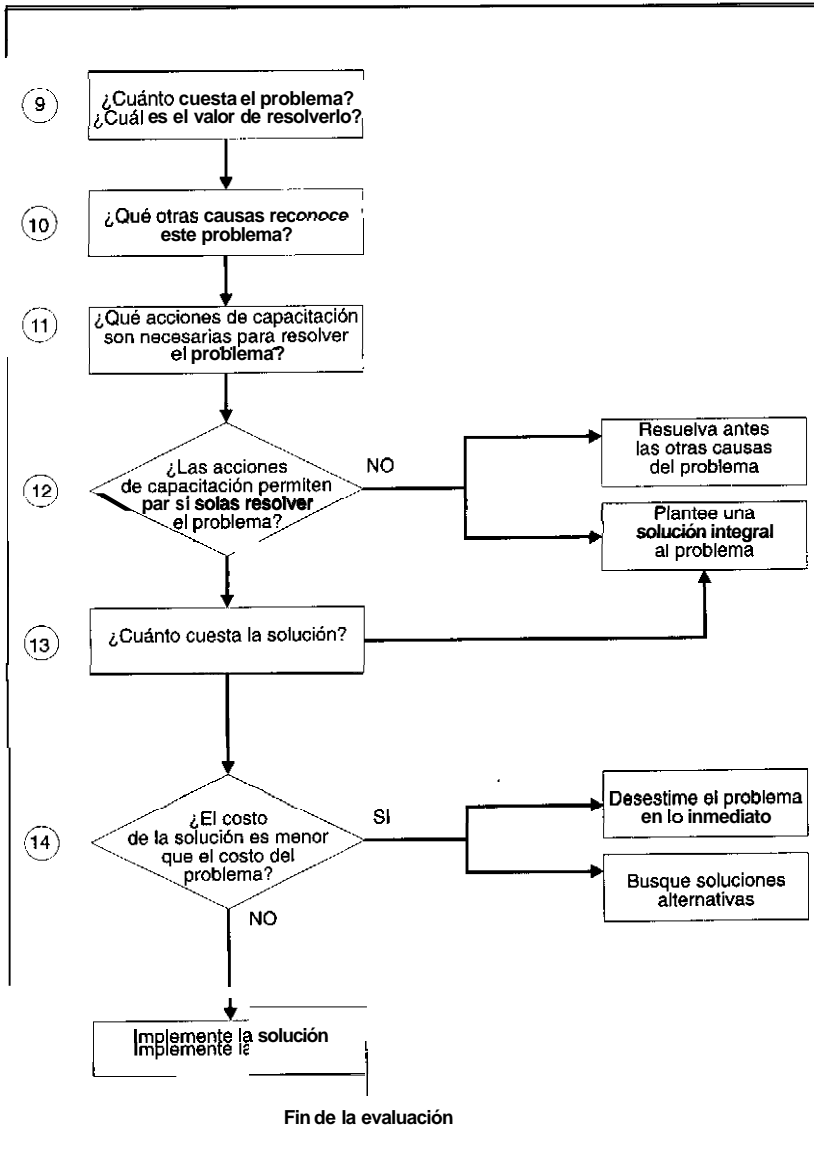 9
¿Cuánto cuesta el problema?
¿Cuál es el valor de resolverlo?
10
¿Qué otras causas reconoce
este problema?
11
¿Qué acciones de capacitación
son necesarias para resolver
el problema?
12
¿Las acciones
de capacitación permiten
par si solas resolver
el problema?
NO
Resuelva antes
las otras causas
del problema
Plantee una
solución integral
al problema
13
¿Cuánto cuesta la solución?
14
¿El costo
de la solución es menor
que el costo del
problema?
SI
Desestime el problema
en lo inmediato
Busque soluciones
alternativas
NO
Implemente la solución
Implemente la
Fin de la evaluación